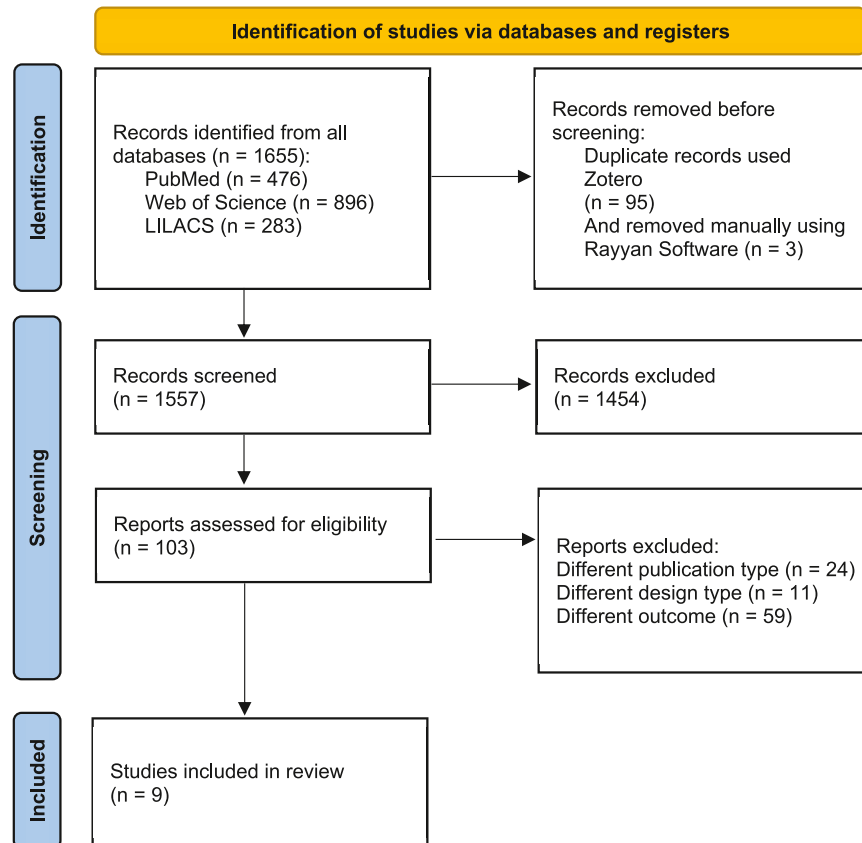 Identification of studies via databases and registers
Identification
Records identified from all
databases (n = 1655):
PubMed (n = 476)
Web of Science (n = 896)
LILACS (n = 283)
Records removed before
screening:
Duplicate records used
Zotero
(n = 95)
And removed manually using
Rayyan Software (n = 3)
Screening
Records screened
(n = 1557)
Records excluded
(n = 1454)
Reports assessed for eligibility
(n = 103)
Reports excluded:
Different publication type (n = 24)
Different design type (n = 11)
Different outcome (n = 59)
Included
Studies included in review
(n = 9)